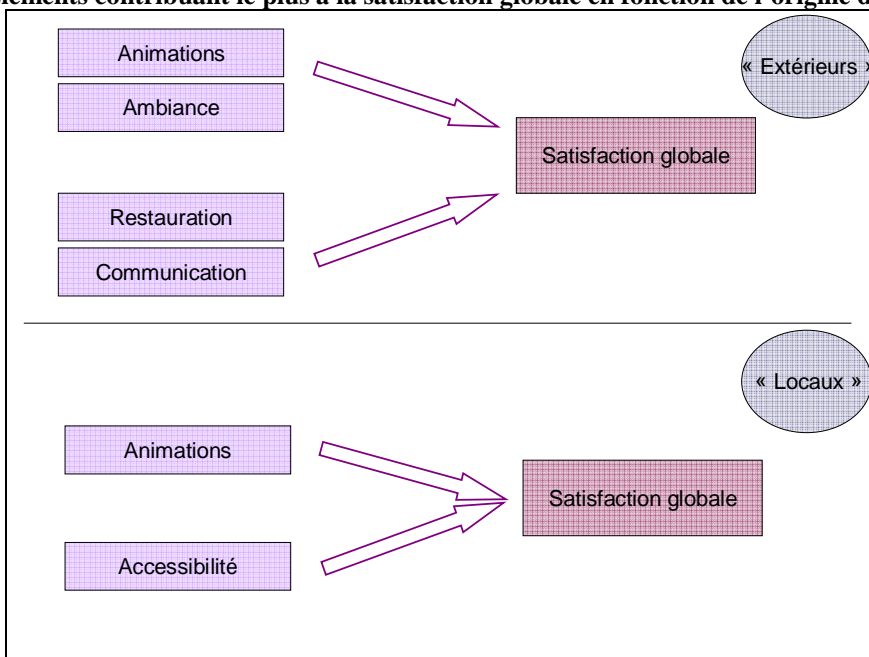 contribuant le plus à la satisfaction globale en fonction de l'origine
Animations
« Extérieurs »
Ambiance
Satisfaction globale
Restauration
Communication
« Locaux »
Animations
Satisfaction globale
Accessibilité